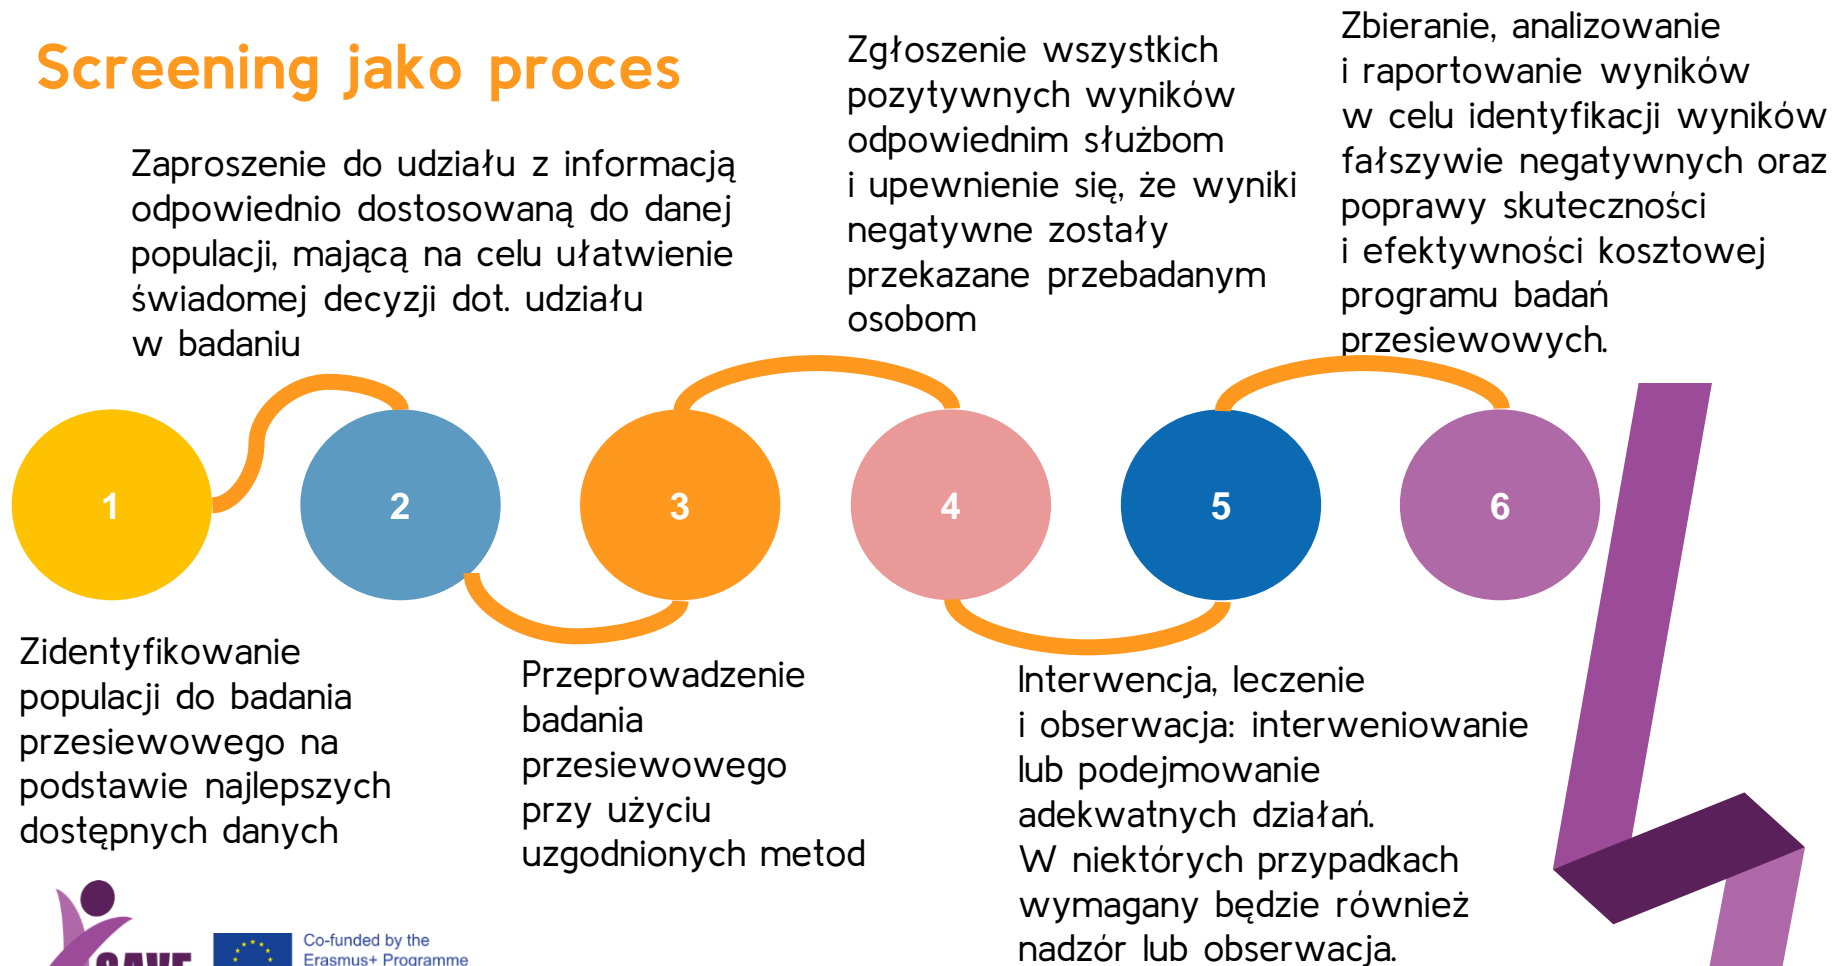 Screening jako proces
Zaproszenie do udziału z informacją
odpowiednio dostosowaną do danej
populacji, mającą na celu ułatwienie
świadomej decyzji dot. udziału
w badaniu
Zgłoszenie wszystkich
pozytywnych wyników
odpowiednim służbom
i upewnienie się, że wyniki
negatywne zostały
przekazane przebadanym
osobom
Zbieranie, analizowanie
i raportowanie wyników
w celu identyfikacji wyników
fałszywie negatywnych oraz
poprawy skuteczności
i efektywności kosztowej
programu badań
przesiewowych.
1
2
3
4
5
6
Zidentyfikowanie
populacji do badania
przesiewowego na
podstawie najlepszych
dostępnych danych
Przeprowadzenie
badania
przesiewowego
przy użyciu
uzgodnionych metod
Interwencja, leczenie
i obserwacja: interweniowanie
lub podejmowanie
adekwatnych działań.
W niektórych przypadkach
wymagany będzie również
nadzór lub obserwacja.
SAVE
Co-funded by the
Erasmus+ Programme